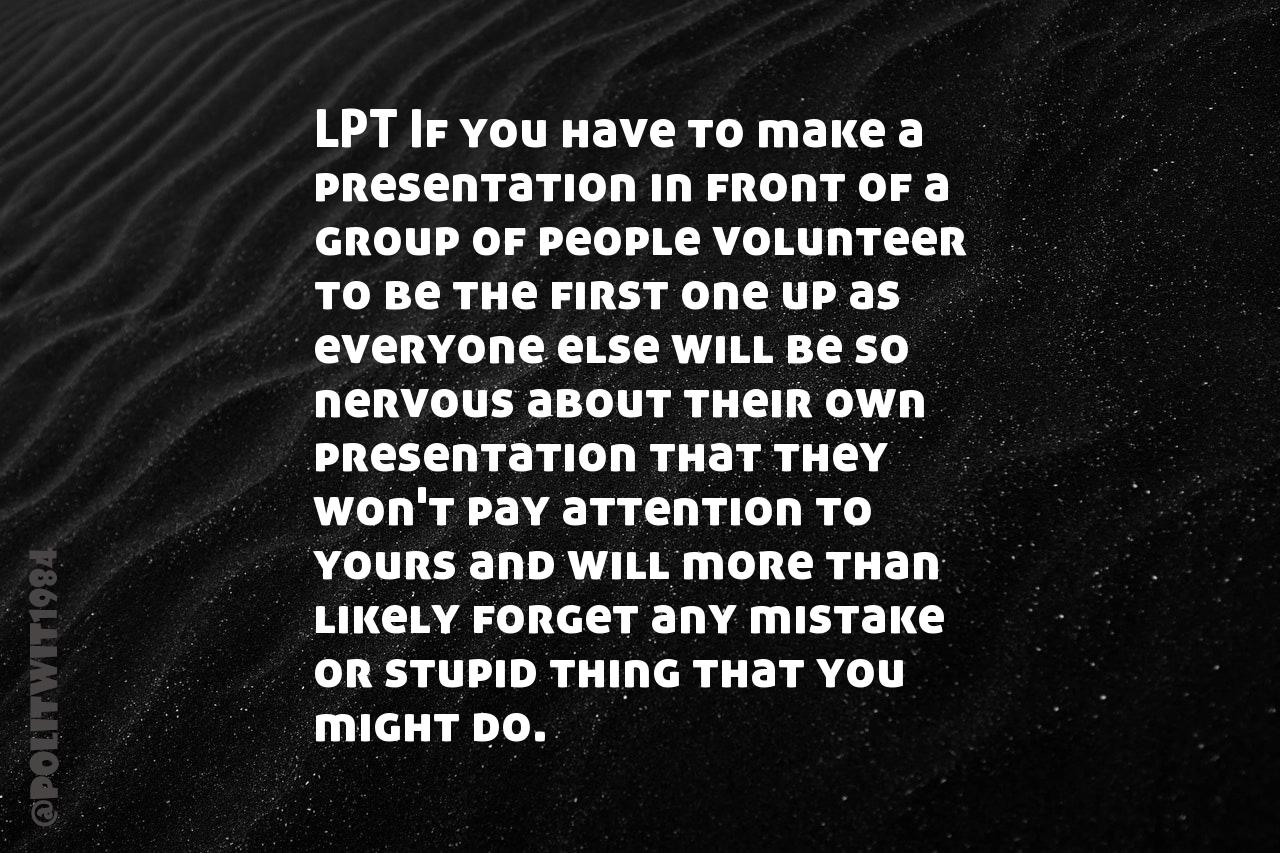 LPT If you have to make a
presentation in front of a
group of people volunteer
to be the first one up as
everyone else will be so
nervous about their own
presentation that they
won't pay attention to
yours and will more than
likely forget any mistake
or stupid thing that you
might do.
@politwit1984